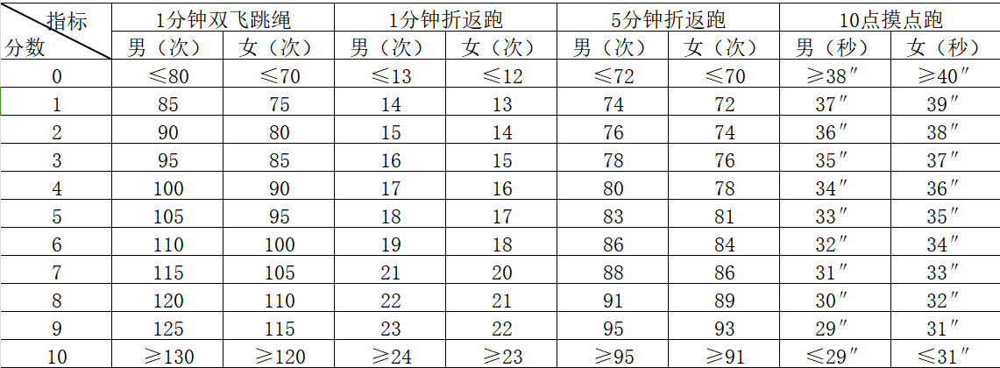 指标 1分钟双飞跳绳 1分钟折返跑 5分钟折返跑 10点摸点跑
分数 男（次） 女（次） 男（次） 女（次） 男（次） 女（次） 男（秒） 女（秒）
0 ≤80 ≤70 ≤13 ≤12 ≤72 ≤70 ≥38″ ≥40″
1 85 75 14 13 74 72 37″ 39″
2 90 80 15 14 76 74 36″ 38″
3 95 85 16 15 78 76 35″ 37″
4 100 90 17 16 80 78 34″ 36″
5 105 95 18 17 83 81 33″ 35″
6 110 100 19 18 86 84 32″ 34″
7 115 105 21 20 88 86 31″ 33″
8 120 110 22 21 91 89 30″ 32″
9 125 115 23 22 95 93 29″ 31″
10 ≥130 ≥120 ≥24 ≥23 ≥95 ≥91 ≤29″ ≤31″